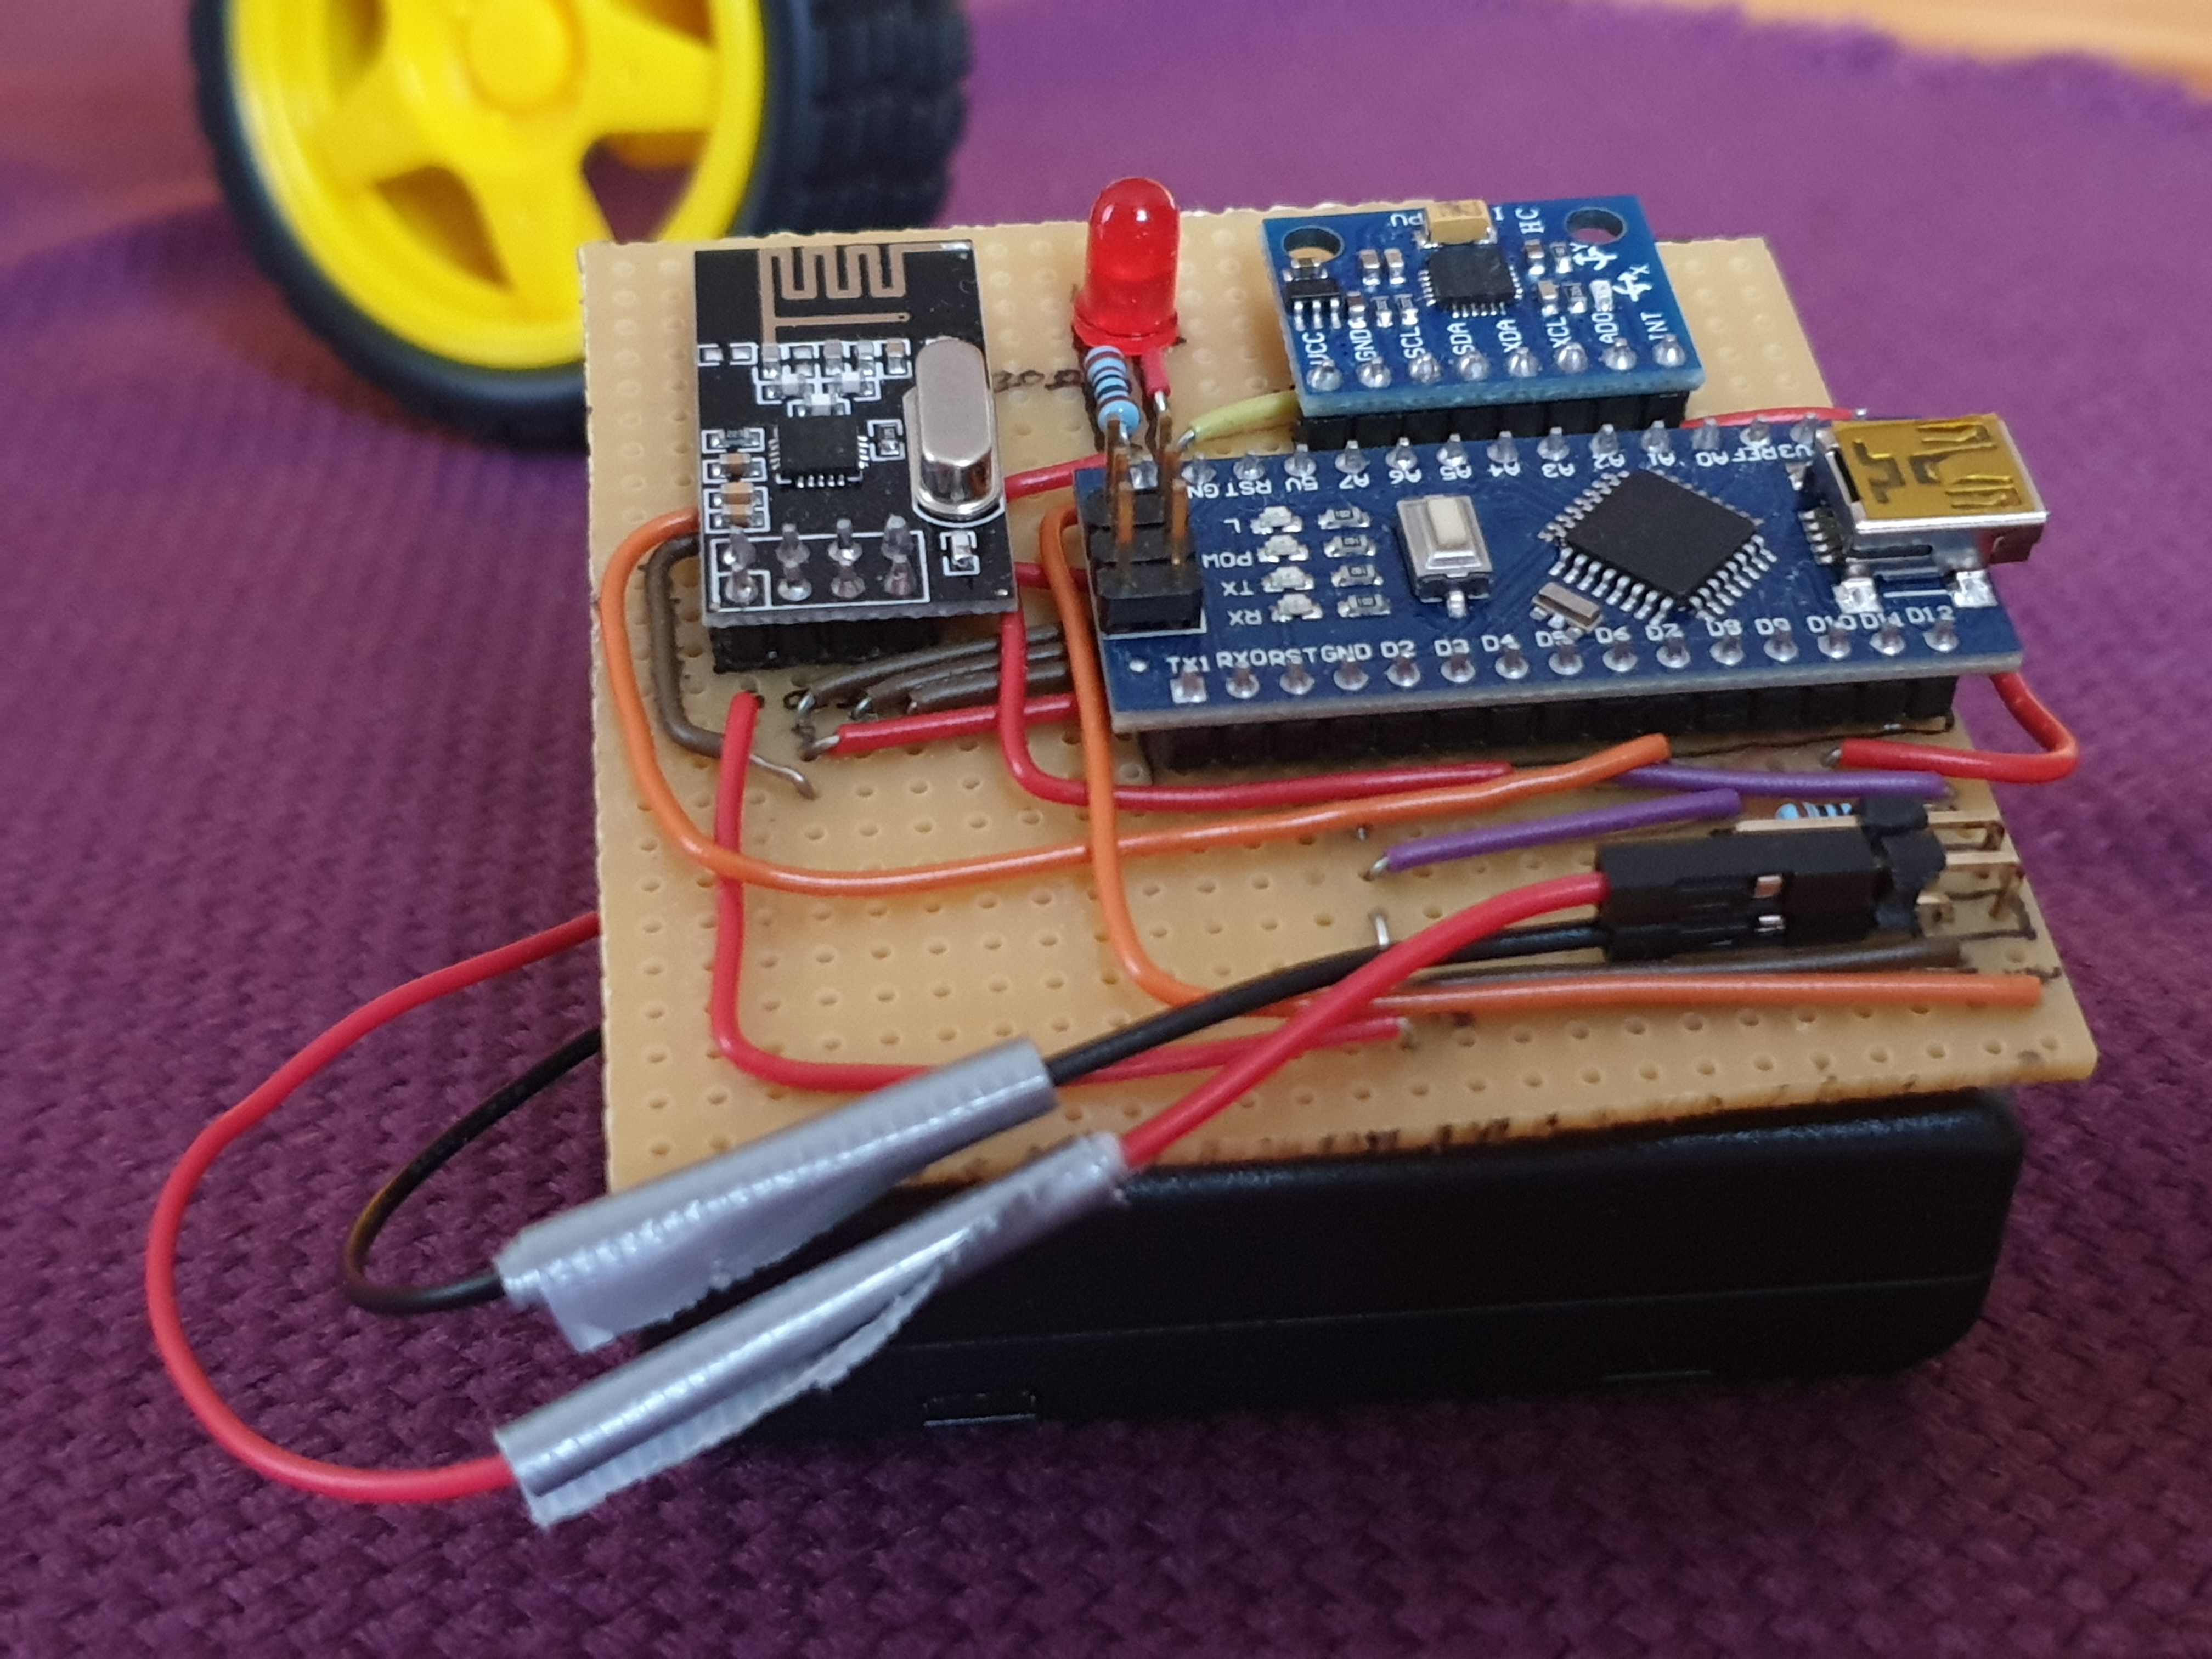 HC
Y
X
VCC GND SCL SDA XDA XCL AD0 INT
GN RST 5V A7 A6 A5 A4 A3 A2 A1 A0 REF 3V
L
POW
TX
RX
TX1 RX0 RST GND D2 D3 D4 D5 D6 D7 D8 D9 D10 D11 D12